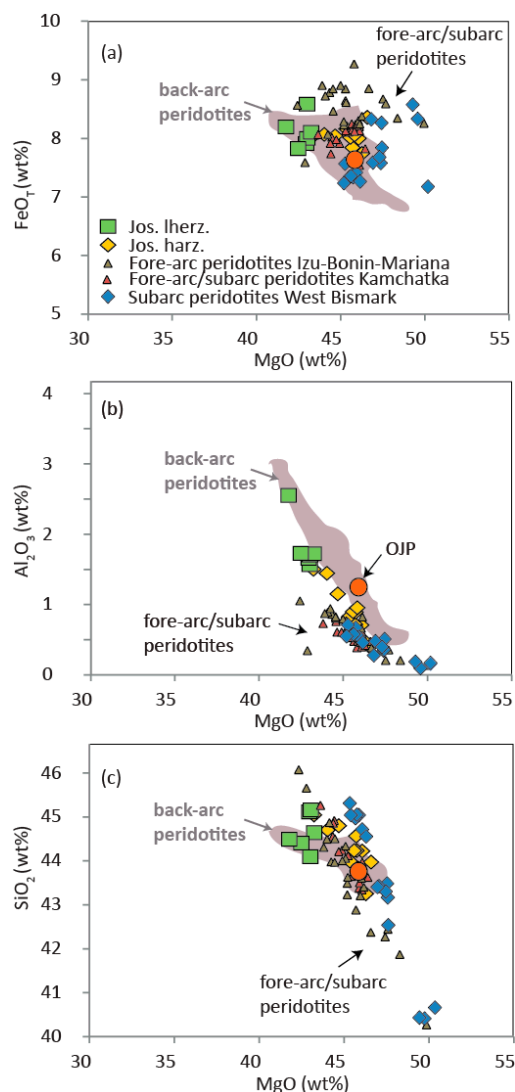 10
(a)
fore-arc/subarc
peridotites
9
back-arc
peridotites
8
FeO_T (wt%)
7
Jos. lherz.
Jos. harz.
6
Fore-arc peridotites Izu-Bonin-Mariana
Fore-arc/subarc peridotites Kamchatka
Subarc peridotites West Bismark
5
30 35 40 45 50 55
MgO (wt%)
4
(b)
3
back-arc
peridotites
Al2O3 (wt%)
2
OJP
1
fore-arc/subarc
peridotites
0
30 35 40 45 50 55
MgO (wt%)
46
(c)
45
back-arc
peridotites
44
SiO2 (wt%)
43
42
fore-arc/subarc
peridotites
41
40
30 35 40 45 50 55
MgO (wt%)